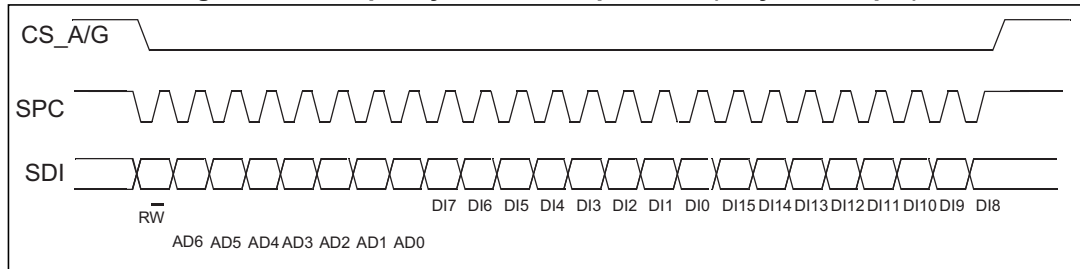 CS_A/G
SPC
SDI
RW
DI7 DI6 DI5 DI4 DI3 DI2 DI1 DI0 DI15 DI14 DI13 DI12 DI11 DI10 DI9 DI8
AD6 AD5 AD4 AD3 AD2 AD1 AD0